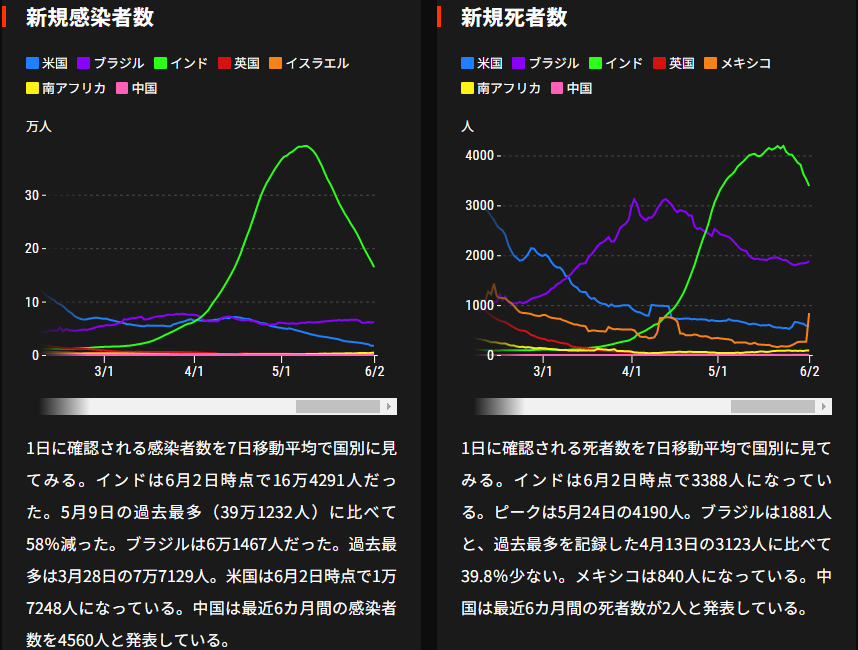 新規感染者数
米国 ブラジル インド 英国 イスラエル
南アフリカ 中国
万人
30
20
10
0
3/1 4/1 5/1 6/2
1日に確認される感染者数を7日移動平均で国別に見
てみる。インドは6月2日時点で16万4291人だっ
た。5月9日の過去最多（39万1232人）に比べて
58%減った。ブラジルは6万1467人だった。過去最
多は3月28日の7万7129人。米国は6月2日時点で1万
7248人になっている。中国は最近6カ月間の感染者
数を4560人と発表している。
新規死者数
米国 ブラジル インド 英国 メキシコ
南アフリカ 中国
人
4000
3000
2000
1000
0
3/1 4/1 5/1 6/2
1日に確認される死者数を7日移動平均で国別に見て
みる。インドは6月2日時点で3388人になってい
る。ピークは5月24日の4190人。ブラジルは1881人
と、過去最多を記録した4月13日の3123人に比べて
39.8%少ない。メキシコは840人になっている。中
国は最近6カ月間の死者数が2人と発表している。